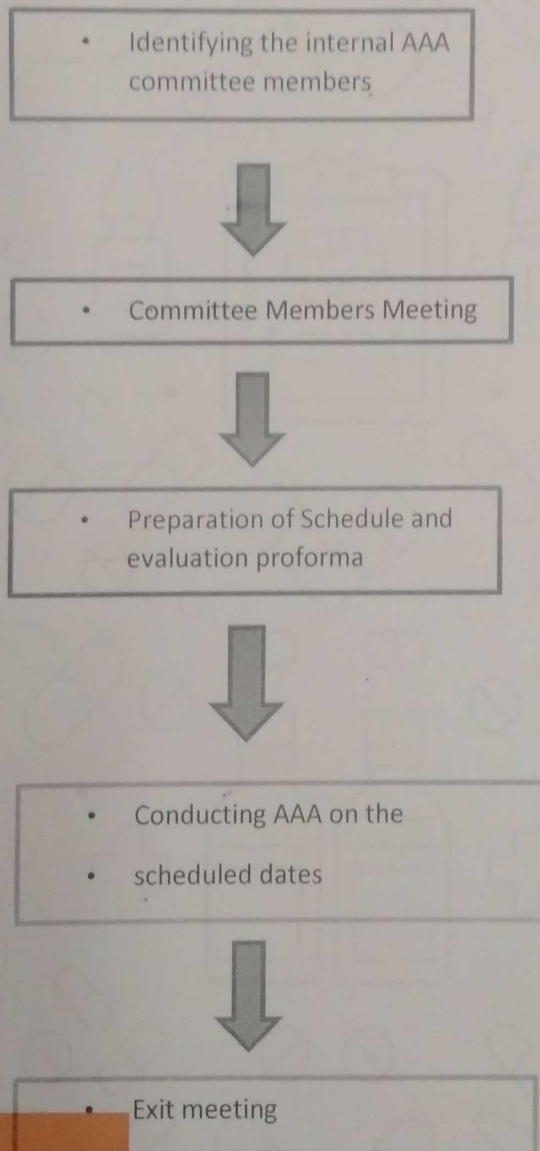 • Identifying the internal AAA
committee members
• Committee Members Meeting
• Preparation of Schedule and
evaluation proforma
• Conducting AAA on the
• scheduled dates
• Exit meeting